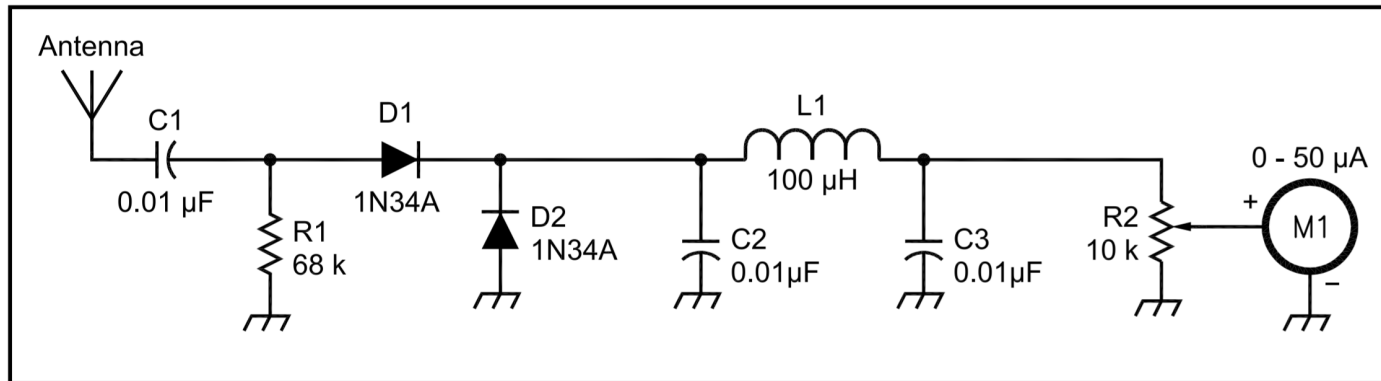 Antenna
C1
0.01 µF
R1
68 k
D1
1N34A
D2
1N34A
C2
0.01µF
L1
100 µH
C3
0.01µF
R2
10 k
0 - 50 µA
+
M1
−